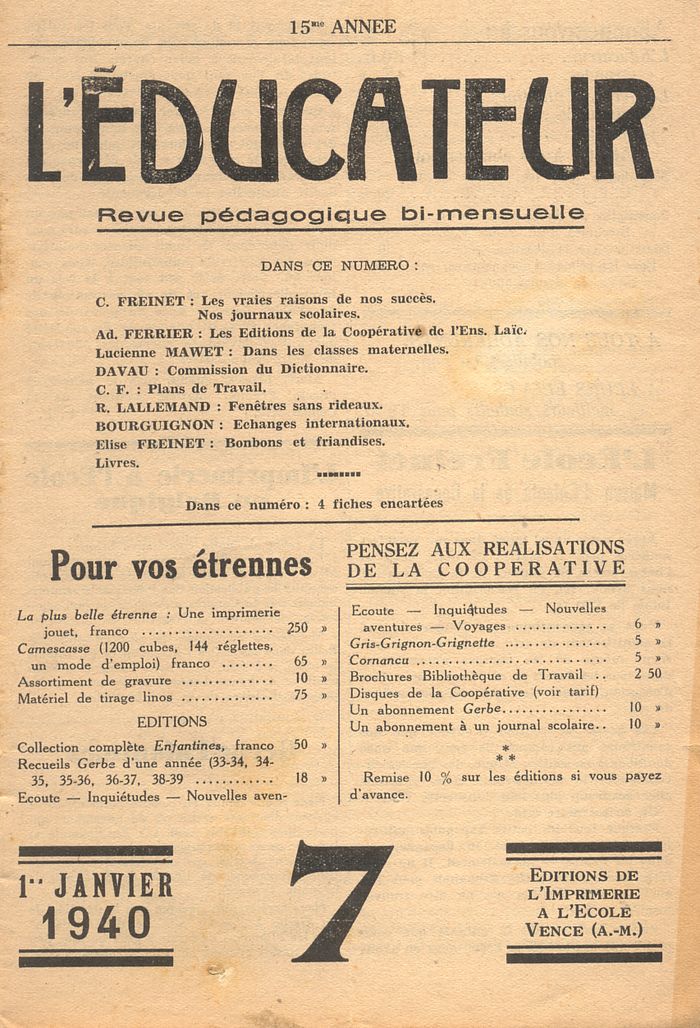 15me ANNEE
L'ÉDUCATEUR
Revue pédagogique bi-mensuelle
DANS CE NUMERO :
C. FREINET : Les vraies raisons de nos succès.
Nos journaux scolaires.
Ad. FERRIER : Les Editions de la Coopérative de l'Ens. Laïc.
Lucienne MAWET : Dans les classes maternelles.
DAVAU : Commission du Dictionnaire.
C. F. : Plans de Travail.
R. LALLEMAND : Fenêtres sans rideaux.
BOURGUIGNON : Echanges internationaux.
Elise FREINET : Bonbons et friandises.
Livres.
Dans ce numéro : 4 fiches encartées
Pour vos étrennes
La plus belle étrenne : Une imprimerie
jouet, franco .................... 250 »
Camescasse (1200 cubes, 144 réglettes,
un mode d'emploi) franco ........ 65 »
Assortiment de gravure .............. 10 »
Matériel de tirage linos .............. 75 »
EDITIONS
Collection complète Enfantines, franco 50 »
Recueils Gerbe d'une année (33-34, 34-
35, 35-36, 36-37, 38-39 ............ 18 »
Ecoute — Inquiétudes — Nouvelles aven-
PENSEZ AUX REALISATIONS
DE LA COOPERATIVE
Ecoute — Inquiétudes — Nouvelles
aventures — Voyages .............. 6 »
Gris-Grignon-Grignette ............... 5 »
Cornancu ............................. 5 »
Brochures Bibliothèque de Travail .. 2 50
Disques de la Coopérative (voir tarif)
Un abonnement Gerbe................ 10 »
Un abonnement à un journal scolaire.. 10 »
*
* *
Remise 10 % sur les éditions si vous payez
d'avance.
1er JANVIER
1940
7
EDITIONS DE
L'IMPRIMERIE
A L'ECOLE
VENCE (A.-M.)